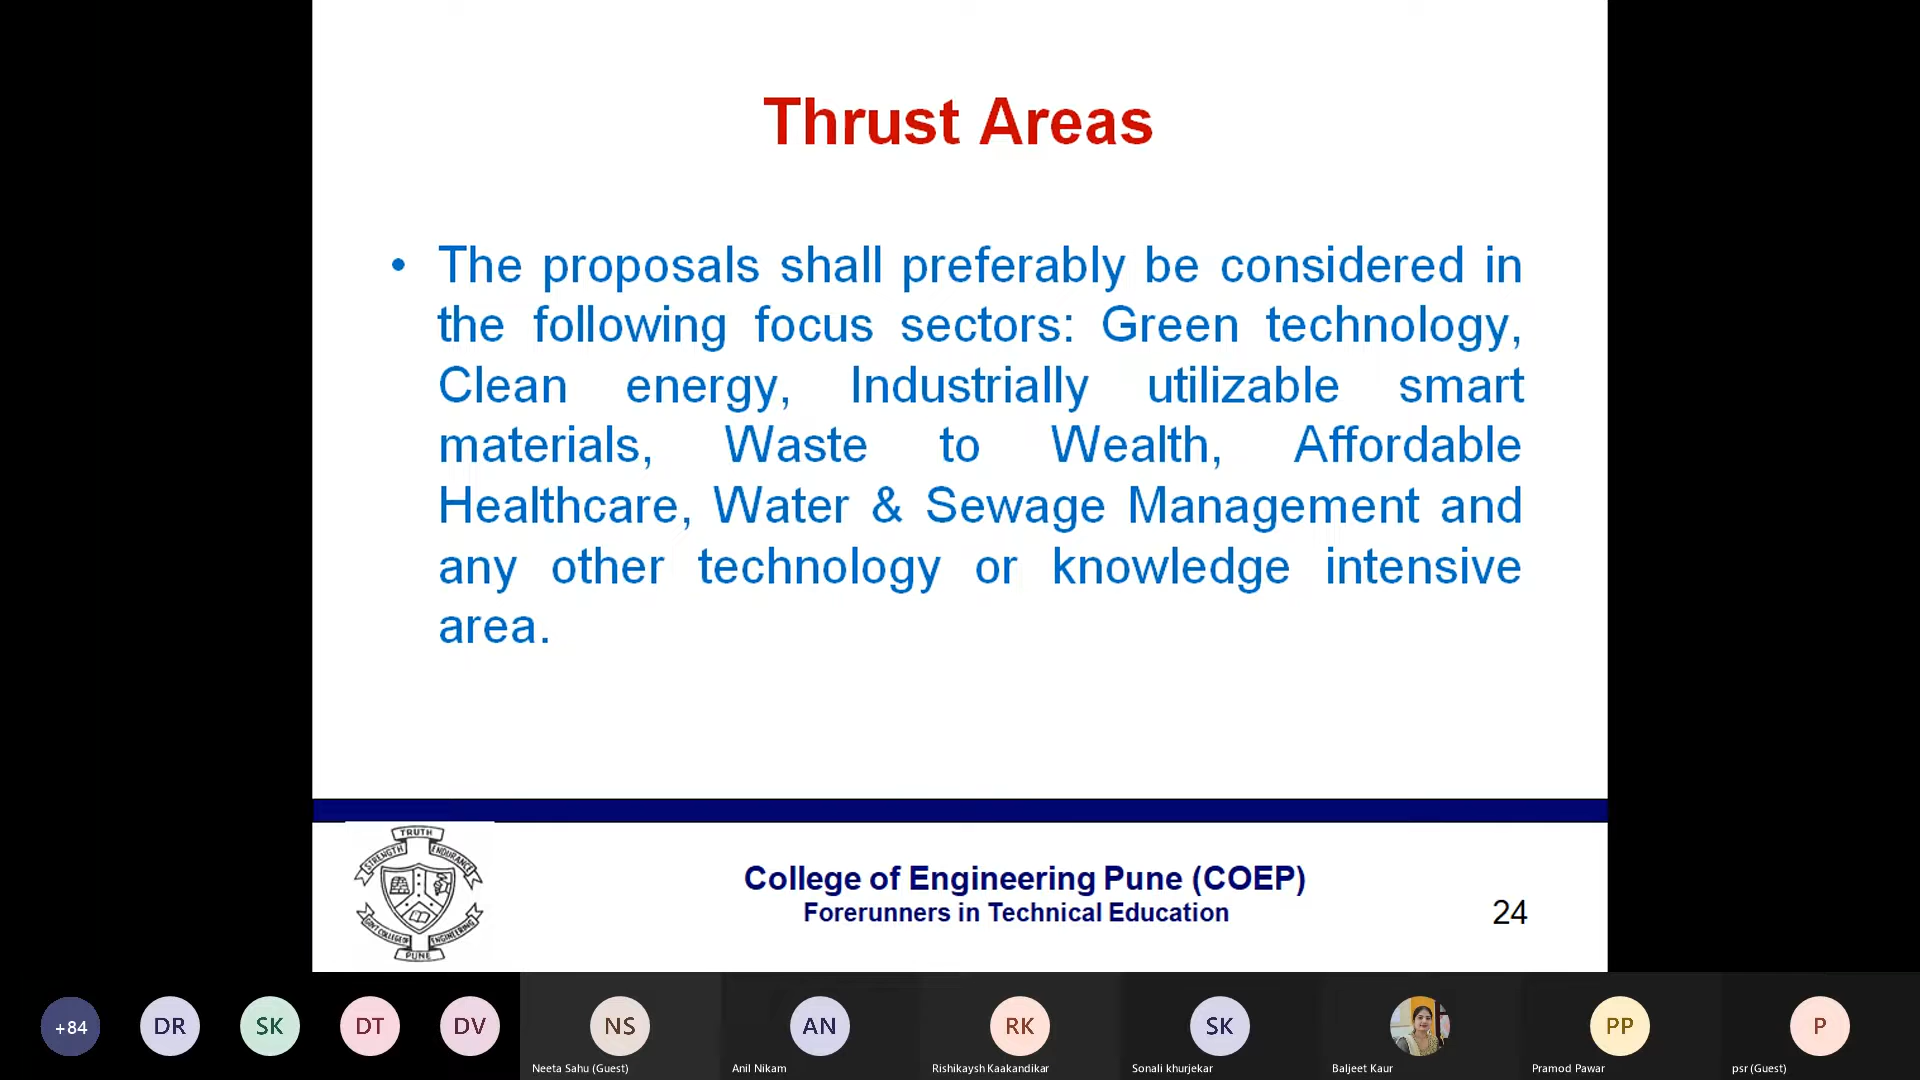 Thrust Areas
• The proposals shall preferably be considered in
the following focus sectors: Green technology,
Clean energy, Industrially utilizable smart
materials, Waste to Wealth, Affordable
Healthcare, Water & Sewage Management and
any other technology or knowledge intensive
area.
TRUTH
STRENGTH
ENDURANCE
GOVT COLLEGE OF
ENGINEERING
PUNE
College of Engineering Pune (COEP)
Forerunners in Technical Education
24
+84
DR
SK
DT
DV
NS
AN
RK
SK
PP
P
Neeta Sahu (Guest)
Anil Nikam
Rishikaysh Kaakandikar
Sonali khurjekar
Baljeet Kaur
Pramod Pawar
psr (Guest)